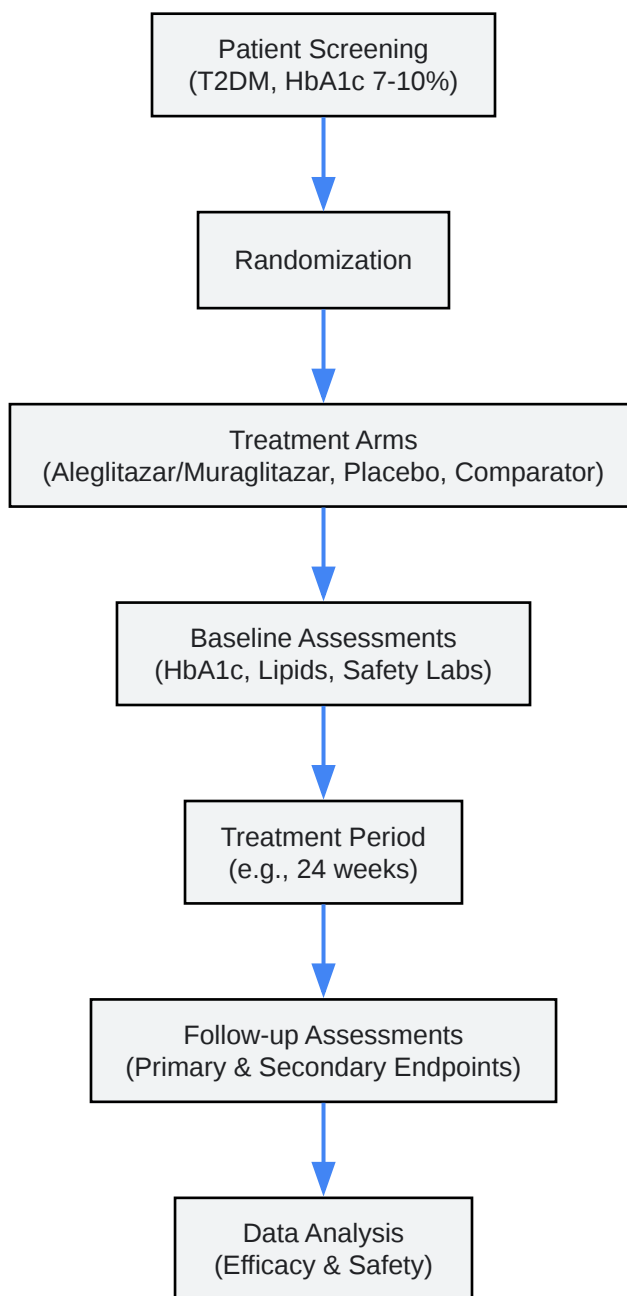 Patient Screening
(T2DM, HbA1c 7-10%)
Randomization
Treatment Arms
(Aleglitazar/Muraglitazar, Placebo, Comparator)
Baseline Assessments
(HbA1c, Lipids, Safety Labs)
Treatment Period
(e.g., 24 weeks)
Follow-up Assessments
(Primary & Secondary Endpoints)
Data Analysis
(Efficacy & Safety)